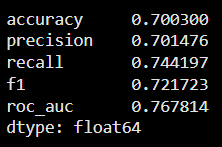 accuracy 0.700300
precision 0.701476
recall 0.744197
f1 0.721723
roc_auc 0.767814
dtype: float64